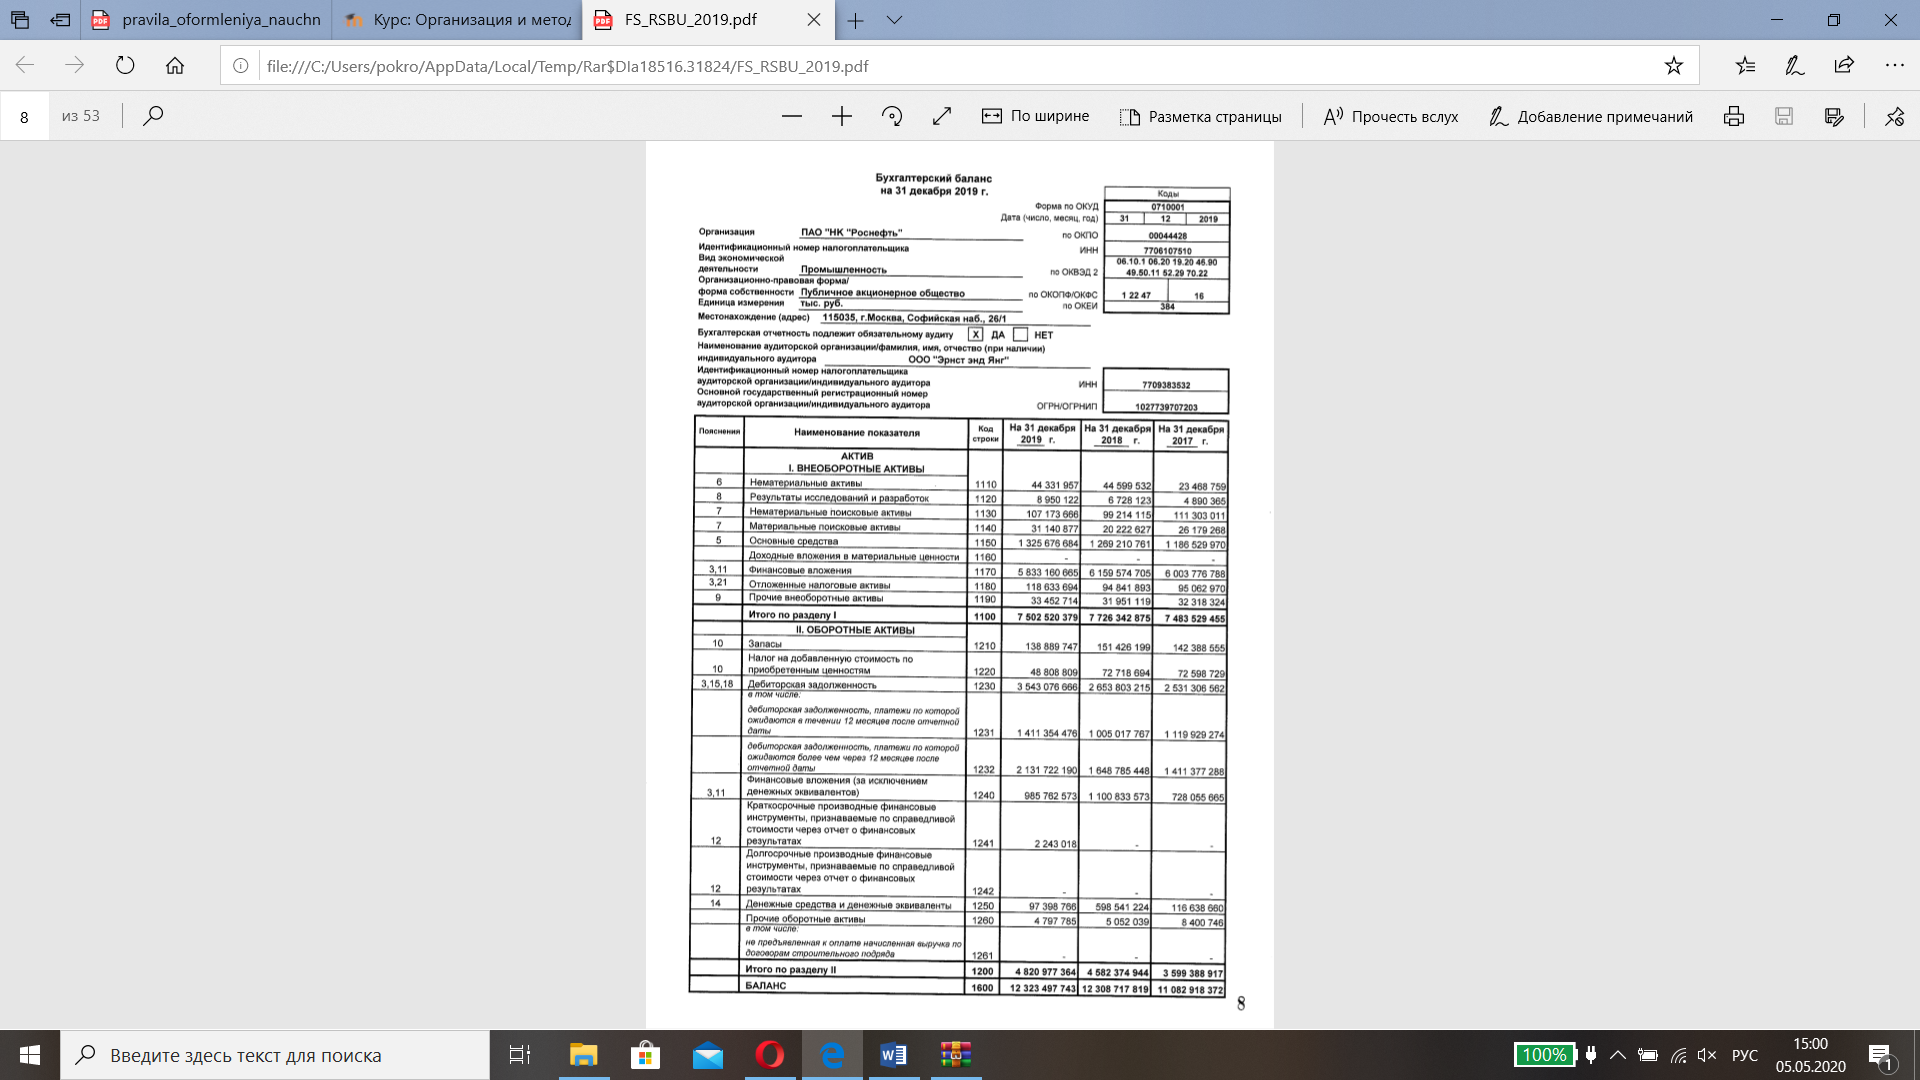 pravila_oformleniya_nauchn
Курс: Организация и метод
FS_RSBU_2019.pdf
file:///C:/Users/pokro/AppData/Local/Temp/Rar$DIa18516.31824/FS_RSBU_2019.pdf
8 из 53
По ширине
Разметка страницы
Прочесть вслух
Добавление примечаний
Бухгалтерский баланс
на 31 декабря 2019 г.
Коды
Форма по ОКУД 0710001
Дата (число, месяц, год) 31 12 2019
Организация ПАО "НК "Роснефть" по ОКПО 00044428
Идентификационный номер налогоплательщика ИНН 7706107510
Вид экономической
деятельности Промышленность по ОКВЭД 2 06.10.1 06.20 19.20 46.90
49.50.11 52.29 70.22
Организационно-правовая форма/
форма собственности Публичное акционерное общество по ОКОПФ/ОКФС 1 22 47 16
Единица измерения тыс. руб. по ОКЕИ 384
Местонахождение (адрес) 115035, г.Москва, Софийская наб., 26/1
Бухгалтерская отчетность подлежит обязательному аудиту X ДА НЕТ
Наименование аудиторской организации/фамилия, имя, отчество (при наличии)
индивидуального аудитора ООО "Эрнст энд Янг"
Идентификационный номер налогоплательщика
аудиторской организации/индивидуального аудитора ИНН 7709383532
Основной государственный регистрационный номер
аудиторской организации/индивидуального аудитора ОГРН/ОГРНИП 1027739707203
Пояснения Наименование показателя Код строки На 31 декабря 2019 г. На 31 декабря 2018 г. На 31 декабря 2017 г.
АКТИВ
I. ВНЕОБОРОТНЫЕ АКТИВЫ
6 Нематериальные активы 1110 44 331 957 44 599 532 23 468 759
8 Результаты исследований и разработок 1120 8 950 122 6 728 123 4 890 365
7 Нематериальные поисковые активы 1130 107 173 666 99 214 115 111 303 011
7 Материальные поисковые активы 1140 31 140 877 20 222 627 26 179 268
5 Основные средства 1150 1 325 676 684 1 269 210 761 1 186 529 970
Доходные вложения в материальные ценности 1160 - - -
3,11 Финансовые вложения 1170 5 833 160 665 6 159 574 705 6 003 776 788
3,21 Отложенные налоговые активы 1180 118 633 694 94 841 893 95 062 970
9 Прочие внеоборотные активы 1190 33 452 714 31 951 119 32 318 324
Итого по разделу I 1100 7 502 520 379 7 726 342 875 7 483 529 455
II. ОБОРОТНЫЕ АКТИВЫ
10 Запасы 1210 138 889 747 151 426 199 142 388 555
Налог на добавленную стоимость по
10 приобретенным ценностям 1220 48 808 809 72 718 694 72 598 729
3,15,18 Дебиторская задолженность 1230 3 543 076 666 2 653 803 215 2 531 306 562
в том числе:
дебиторская задолженность, платежи по которой
ожидаются в течении 12 месяцев после отчетной
даты 1231 1 411 354 476 1 005 017 767 1 119 929 274
дебиторская задолженность, платежи по которой
ожидаются более чем через 12 месяцев после
отчетной даты 1232 2 131 722 190 1 648 785 448 1 411 377 288
Финансовые вложения (за исключением
3,11 денежных эквивалентов) 1240 985 762 573 1 100 833 573 728 055 665
Краткосрочные производные финансовые
инструменты, признаваемые по справедливой
стоимости через отчет о финансовых
12 результатах 1241 2 243 018 - -
Долгосрочные производные финансовые
инструменты, признаваемые по справедливой
стоимости через отчет о финансовых
12 результатах 1242 - - -
14 Денежные средства и денежные эквиваленты 1250 97 398 766 598 541 224 116 638 660
Прочие оборотные активы 1260 4 797 785 5 052 039 8 400 746
в том числе:
не предъявленная к оплате начисленная выручка по
договорам строительного подряда 1261 - - -
Итого по разделу II 1200 4 820 977 364 4 582 374 944 3 599 388 917
БАЛАНС 1600 12 323 497 743 12 308 717 819 11 082 918 372
8
Введите здесь текст для поиска
100%
РУС
15:00
05.05.2020
1